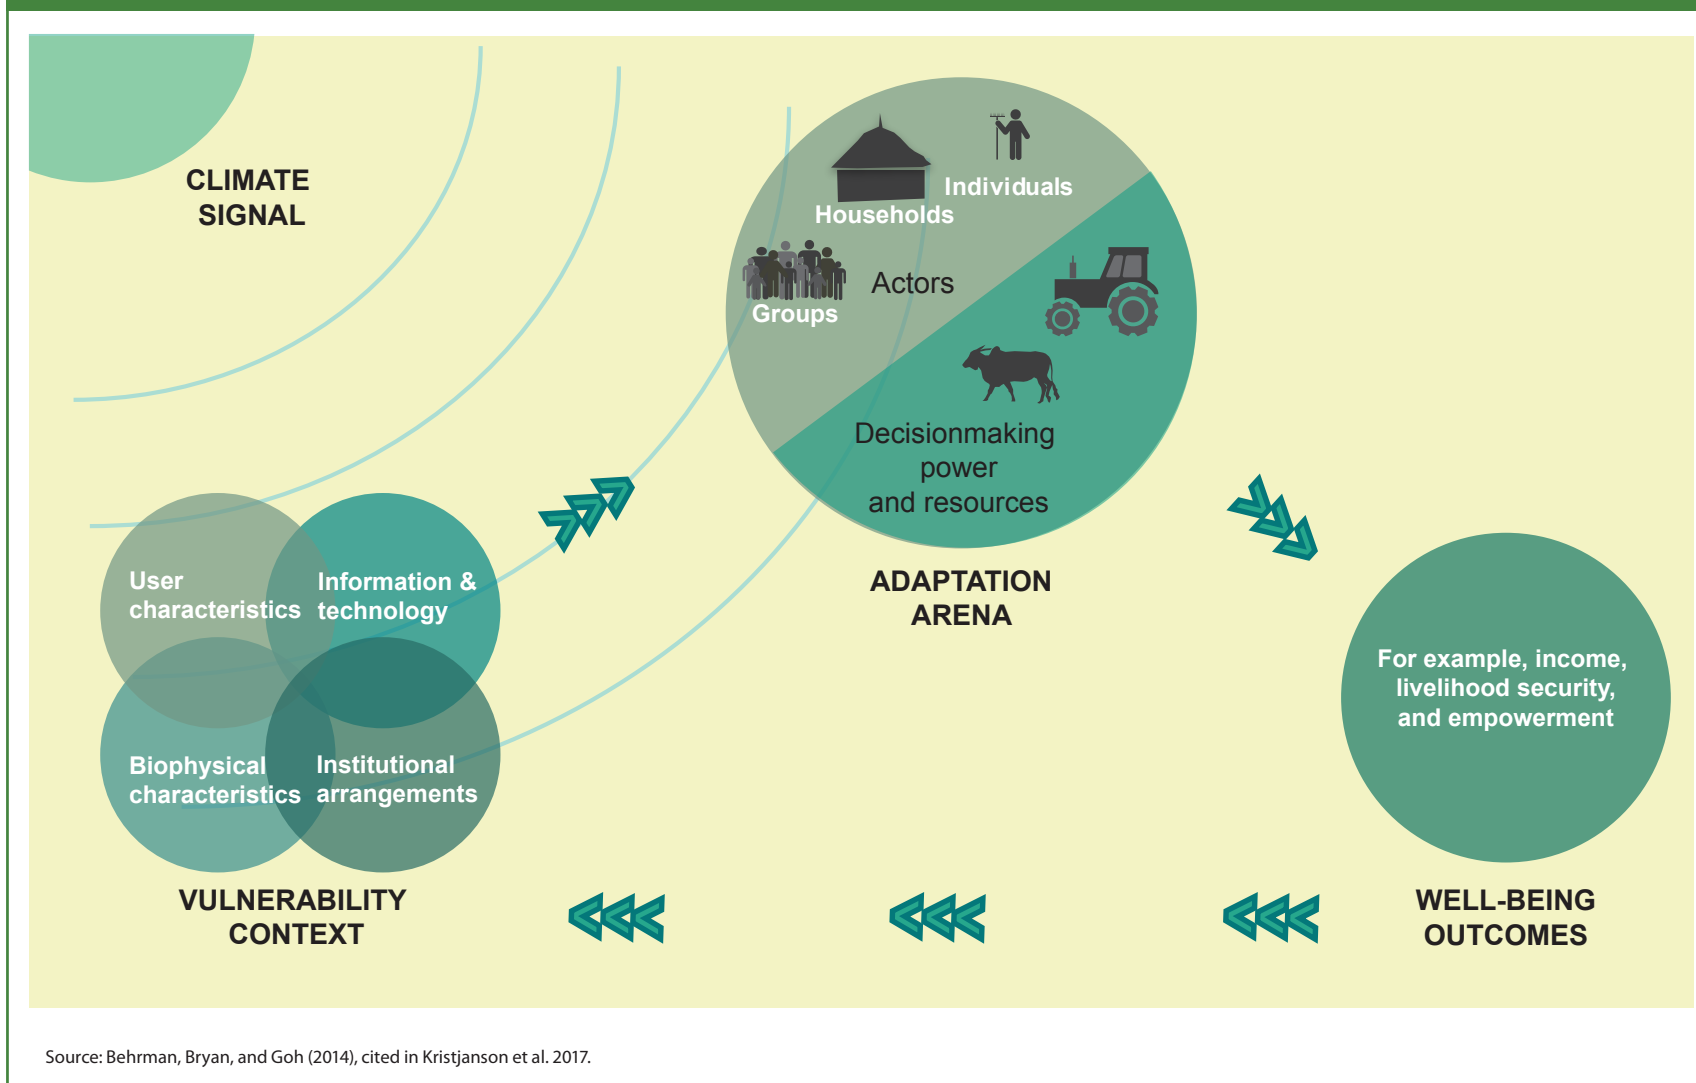 CLIMATE
SIGNAL
Individuals
Households
Groups
Actors
Decisionmaking
power
and resources
ADAPTATION
ARENA
User
characteristics
Information &
technology
Biophysical
characteristics
Institutional
arrangements
VULNERABILITY
CONTEXT
For example, income,
livelihood security,
and empowerment
WELL-BEING
OUTCOMES
Source: Behrman, Bryan, and Goh (2014), cited in Kristjanson et al. 2017.